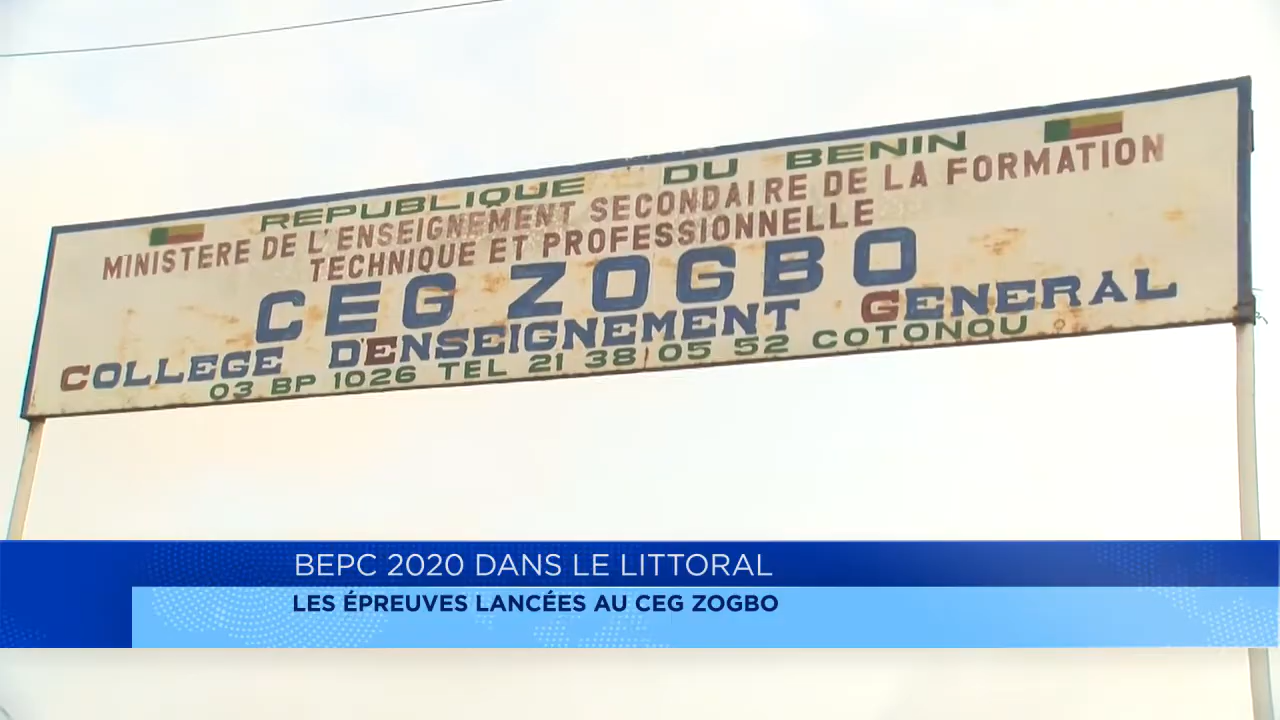 REPUBLIQUE DU BENIN
MINISTERE DE L'ENSEIGNEMENT SECONDAIRE DE LA FORMATION
TECHNIQUE ET PROFESSIONNELLE
CEG ZOGBO
COLLEGE D'ENSEIGNEMENT GENERAL
03 BP 1026 TEL 21 38 05 52 COTONOU
BEPC 2020 DANS LE LITTORAL
LES ÉPREUVES LANCÉES AU CEG ZOGBO